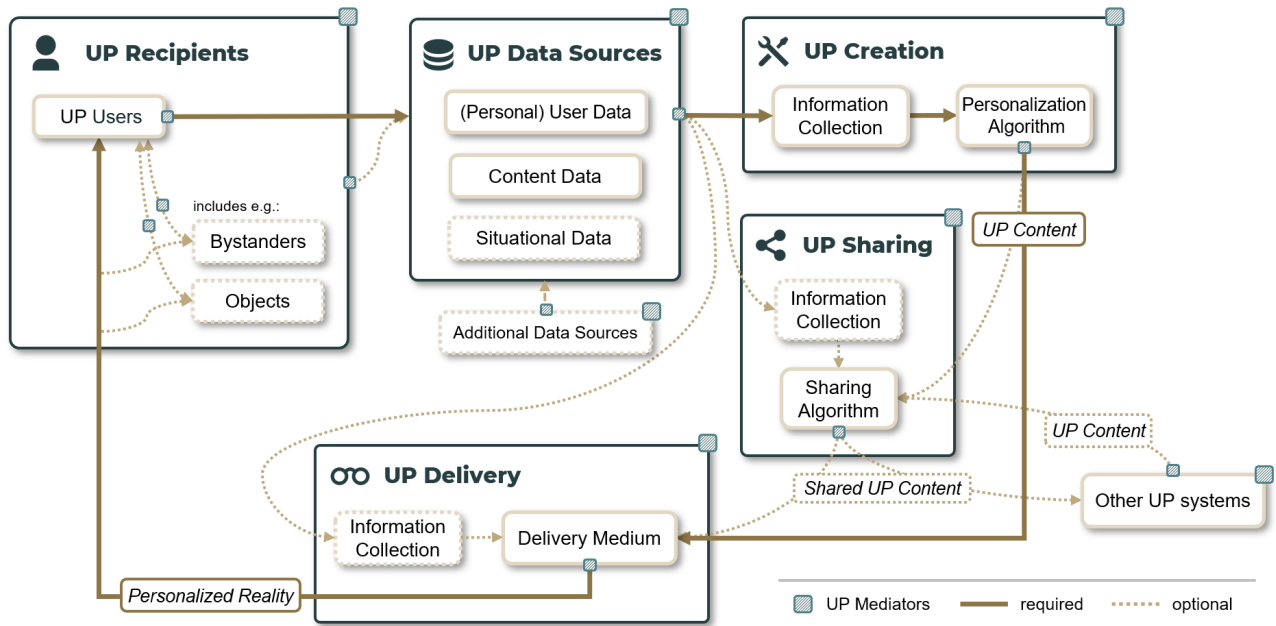 UP Recipients
UP Users
includes e.g.:
Bystanders
Objects
UP Data Sources
(Personal) User Data
Content Data
Situational Data
Additional Data Sources
UP Creation
Information
Collection
Personalization
Algorithm
UP Content
UP Sharing
Information
Collection
Sharing
Algorithm
UP Content
Shared UP Content
Other UP systems
UP Delivery
Information
Collection
Delivery Medium
Personalized Reality
UP Mediators
required
optional